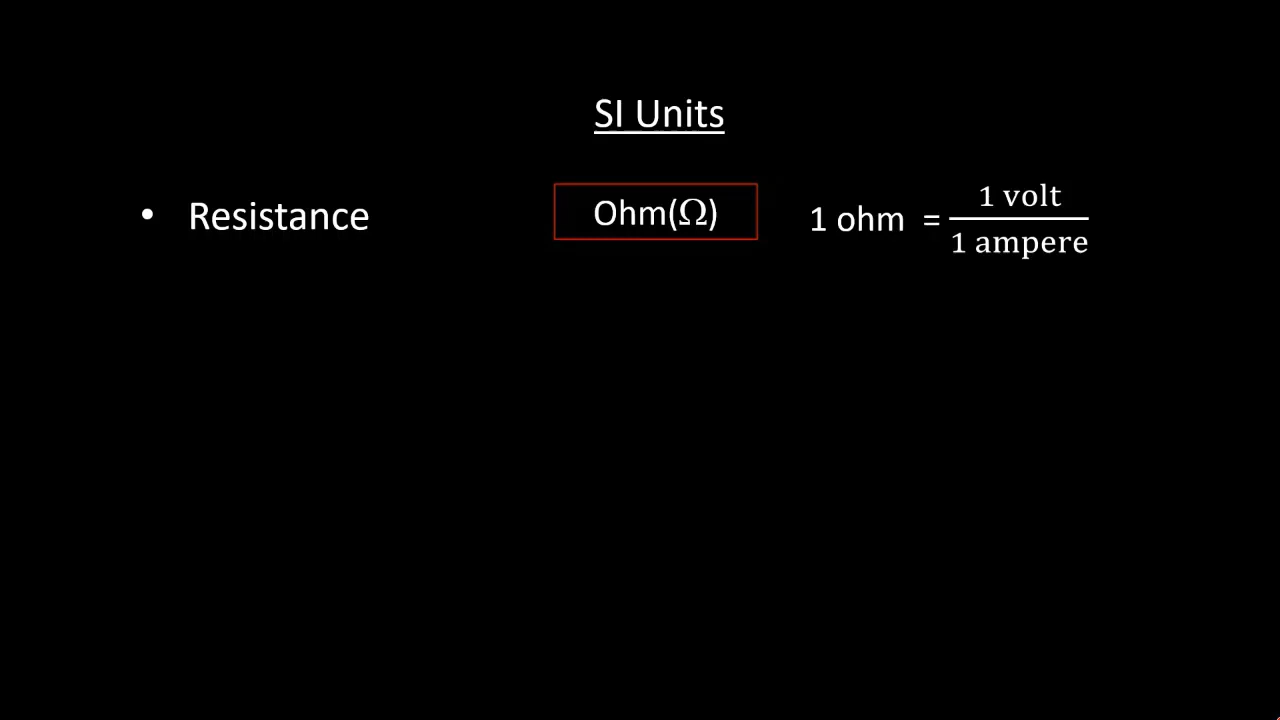 SI Units
• Resistance Ohm(Ω) 1 ohm = 1 volt / 1 ampere